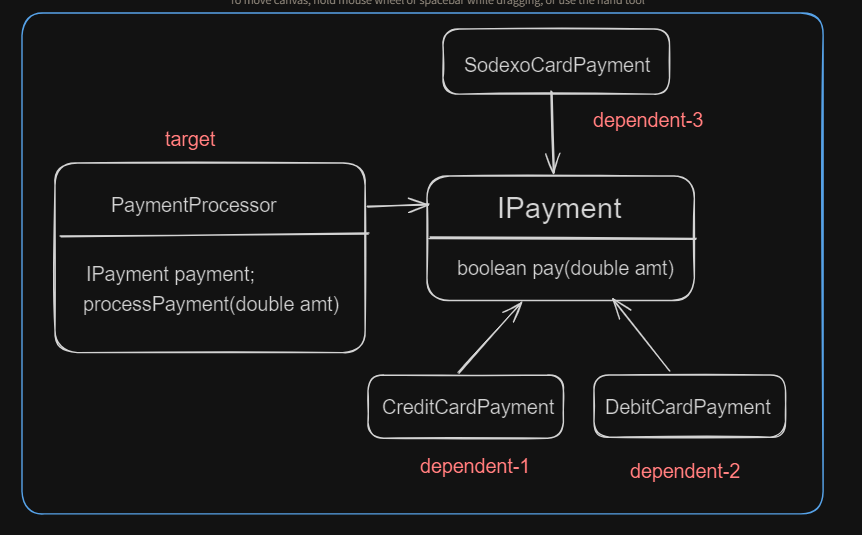 To move canvas, hold mouse wheel or spacebar while dragging, or use the hand tool
SodexoCardPayment
dependent-3
target
PaymentProcessor
IPayment payment;
processPayment(double amt)
IPayment
boolean pay(double amt)
CreditCardPayment
DebitCardPayment
dependent-1
dependent-2